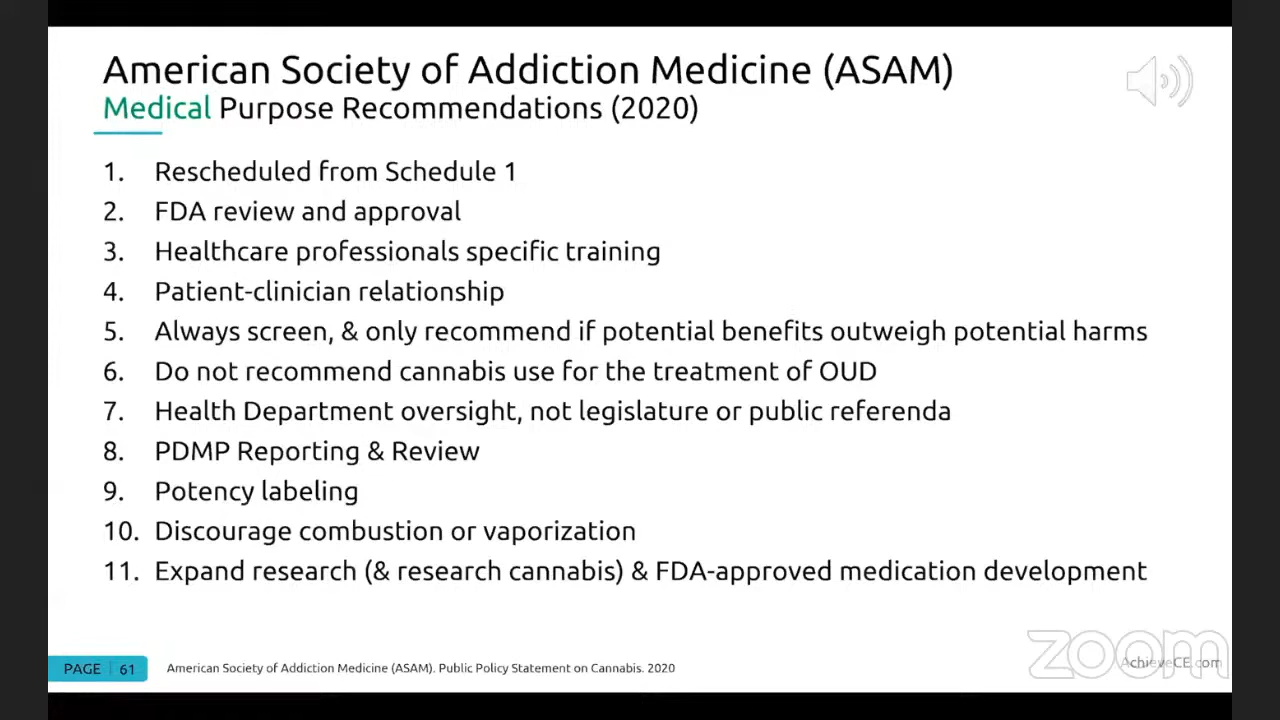 American Society of Addiction Medicine (ASAM)
Medical Purpose Recommendations (2020)
1. Rescheduled from Schedule 1
2. FDA review and approval
3. Healthcare professionals specific training
4. Patient-clinician relationship
5. Always screen, & only recommend if potential benefits outweigh potential harms
6. Do not recommend cannabis use for the treatment of OUD
7. Health Department oversight, not legislature or public referenda
8. PDMP Reporting & Review
9. Potency labeling
10. Discourage combustion or vaporization
11. Expand research (& research cannabis) & FDA-approved medication development
PAGE 61
American Society of Addiction Medicine (ASAM). Public Policy Statement on Cannabis. 2020
zoom
AchieveCE.com